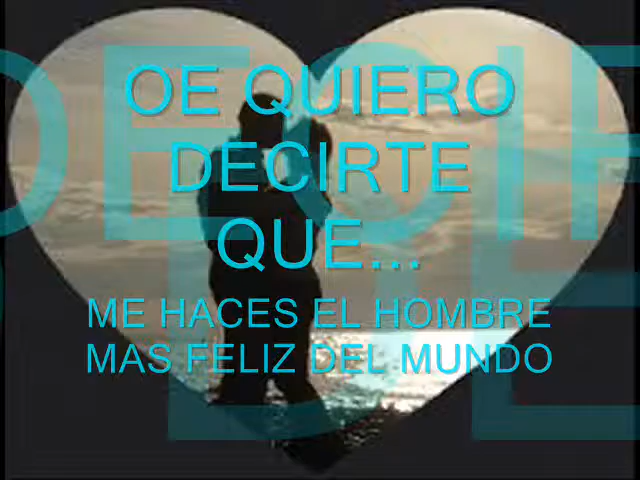 OE QUIERO
DECIRTE
QUE...
ME HACES EL HOMBRE
MAS FELIZ DEL MUNDO